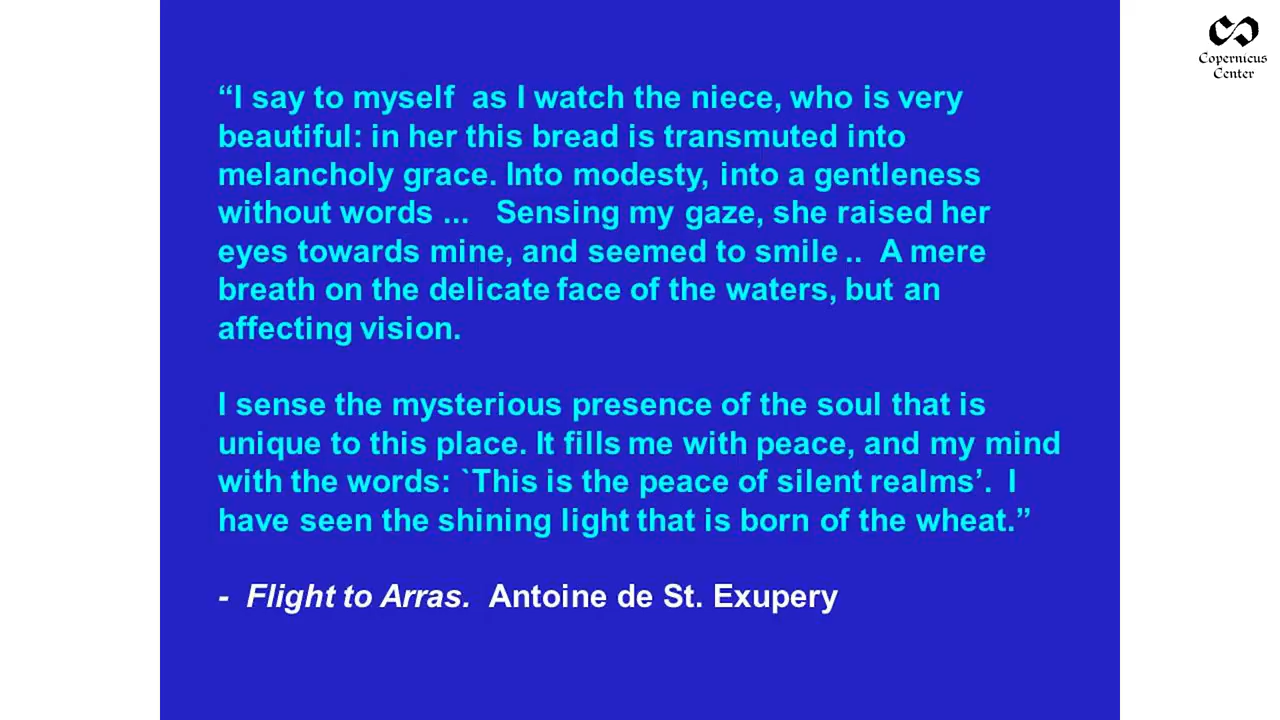 “I say to myself  as I watch the niece, who is very
beautiful: in her this bread is transmuted into
melancholy grace. Into modesty, into a gentleness
without words ...   Sensing my gaze, she raised her
eyes towards mine, and seemed to smile ..  A mere
breath on the delicate face of the waters, but an
affecting vision.
I sense the mysterious presence of the soul that is
unique to this place. It fills me with peace, and my mind
with the words: `This is the peace of silent realms’.  I
have seen the shining light that is born of the wheat.”
-  Flight to Arras.  Antoine de St. Exupery
Copernicus
Center